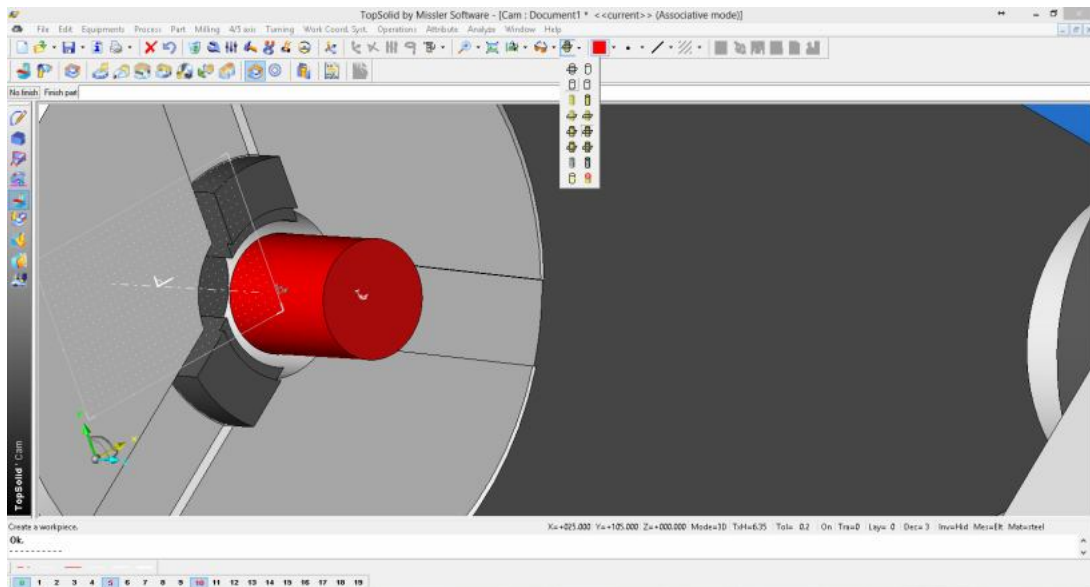 TopSolid by Missler Software - [Cam : Document1 * <<current>> (Associative mode)]
File Edit Equipments Process Part Milling 4/5 axis Turning Work Coord. Syst. Operations Attribute Analyze Window Help
No finish Finish part
TopSolid'Cam
Create a workpiece. X=+025.000 Y=+105.000 Z=+000.000 Mode=3D TxH=6.35 Tol= 0.2 On Tra=0 Lay= 0 Dec= 3 Inv=Hid Mes=Elt Mat=steel
Ok.
----------
0 1 2 3 4 5 6 7 8 9 10 11 12 13 14 15 16 17 18 19